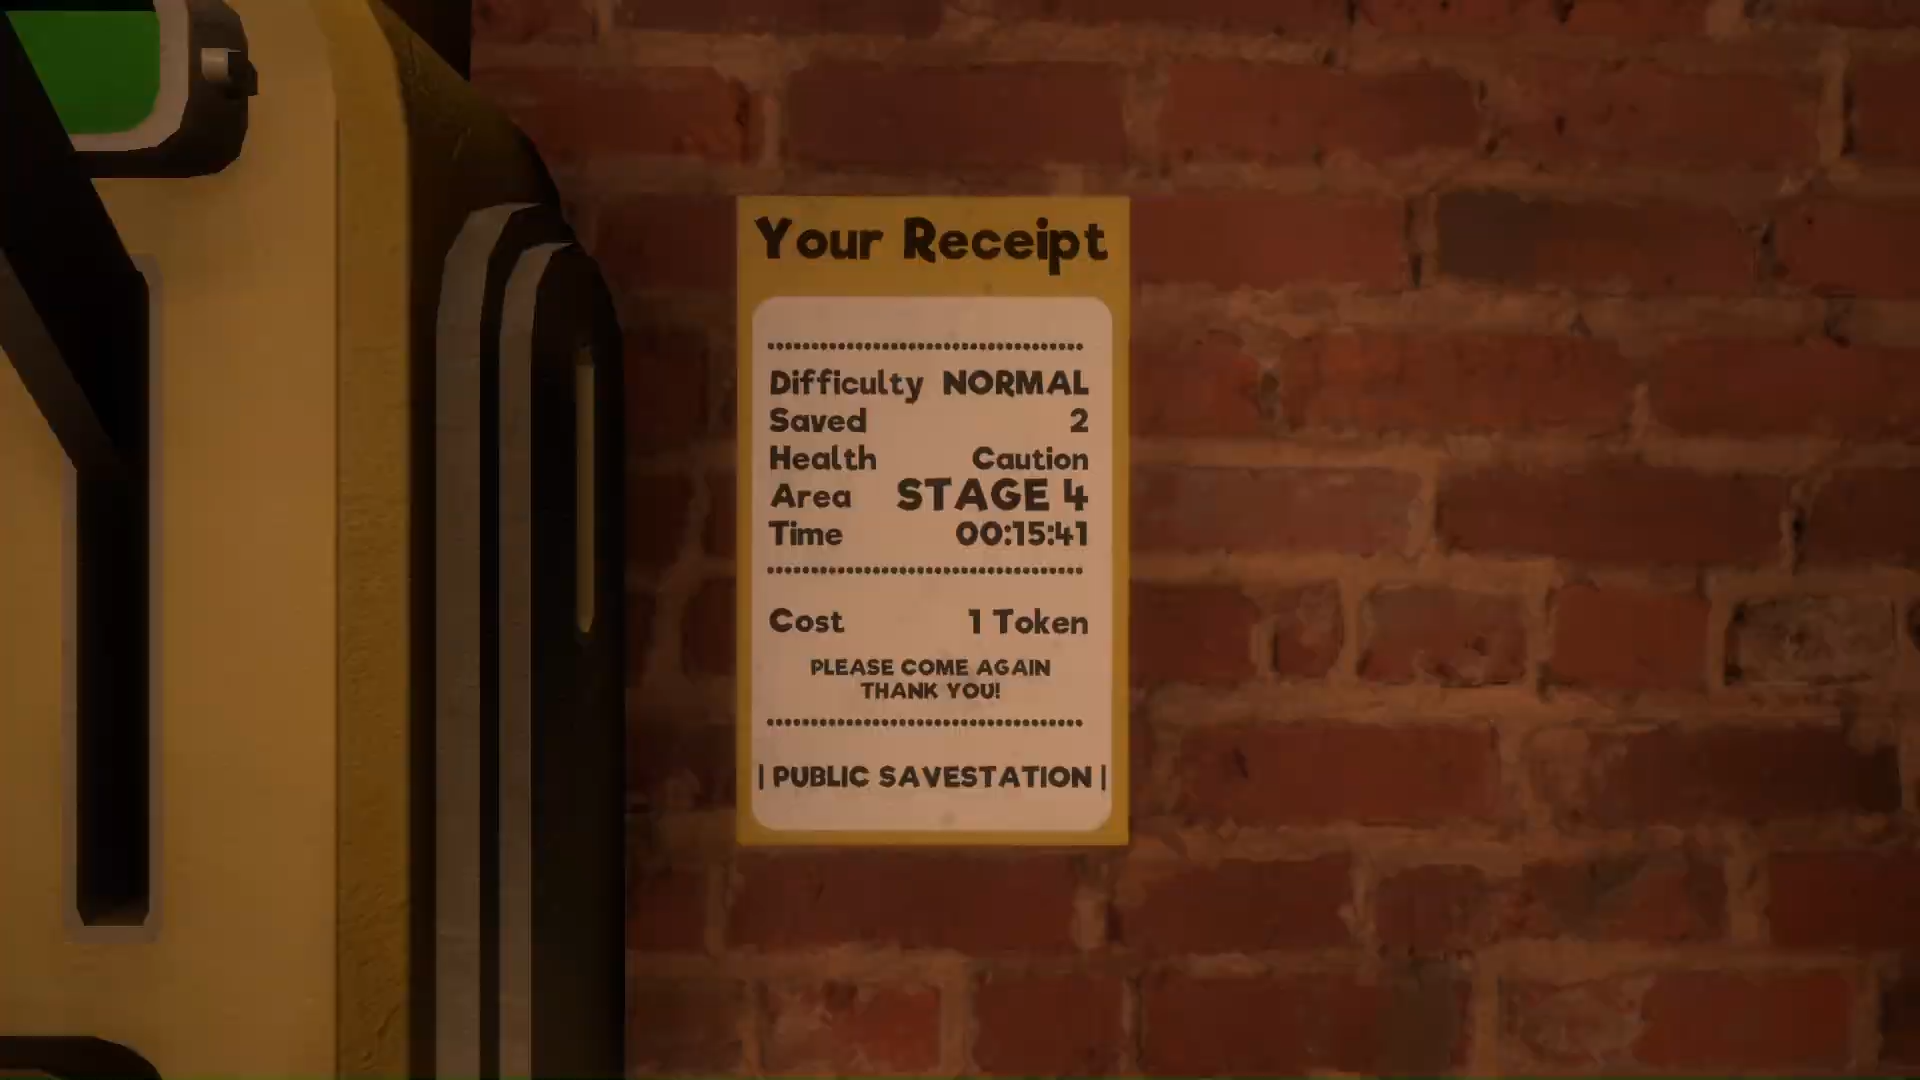 Your Receipt
Difficulty NORMAL
Saved 2
Health Caution
Area STAGE 4
Time 00:15:41
Cost 1 Token
PLEASE COME AGAIN
THANK YOU!
| PUBLIC SAVESTATION |